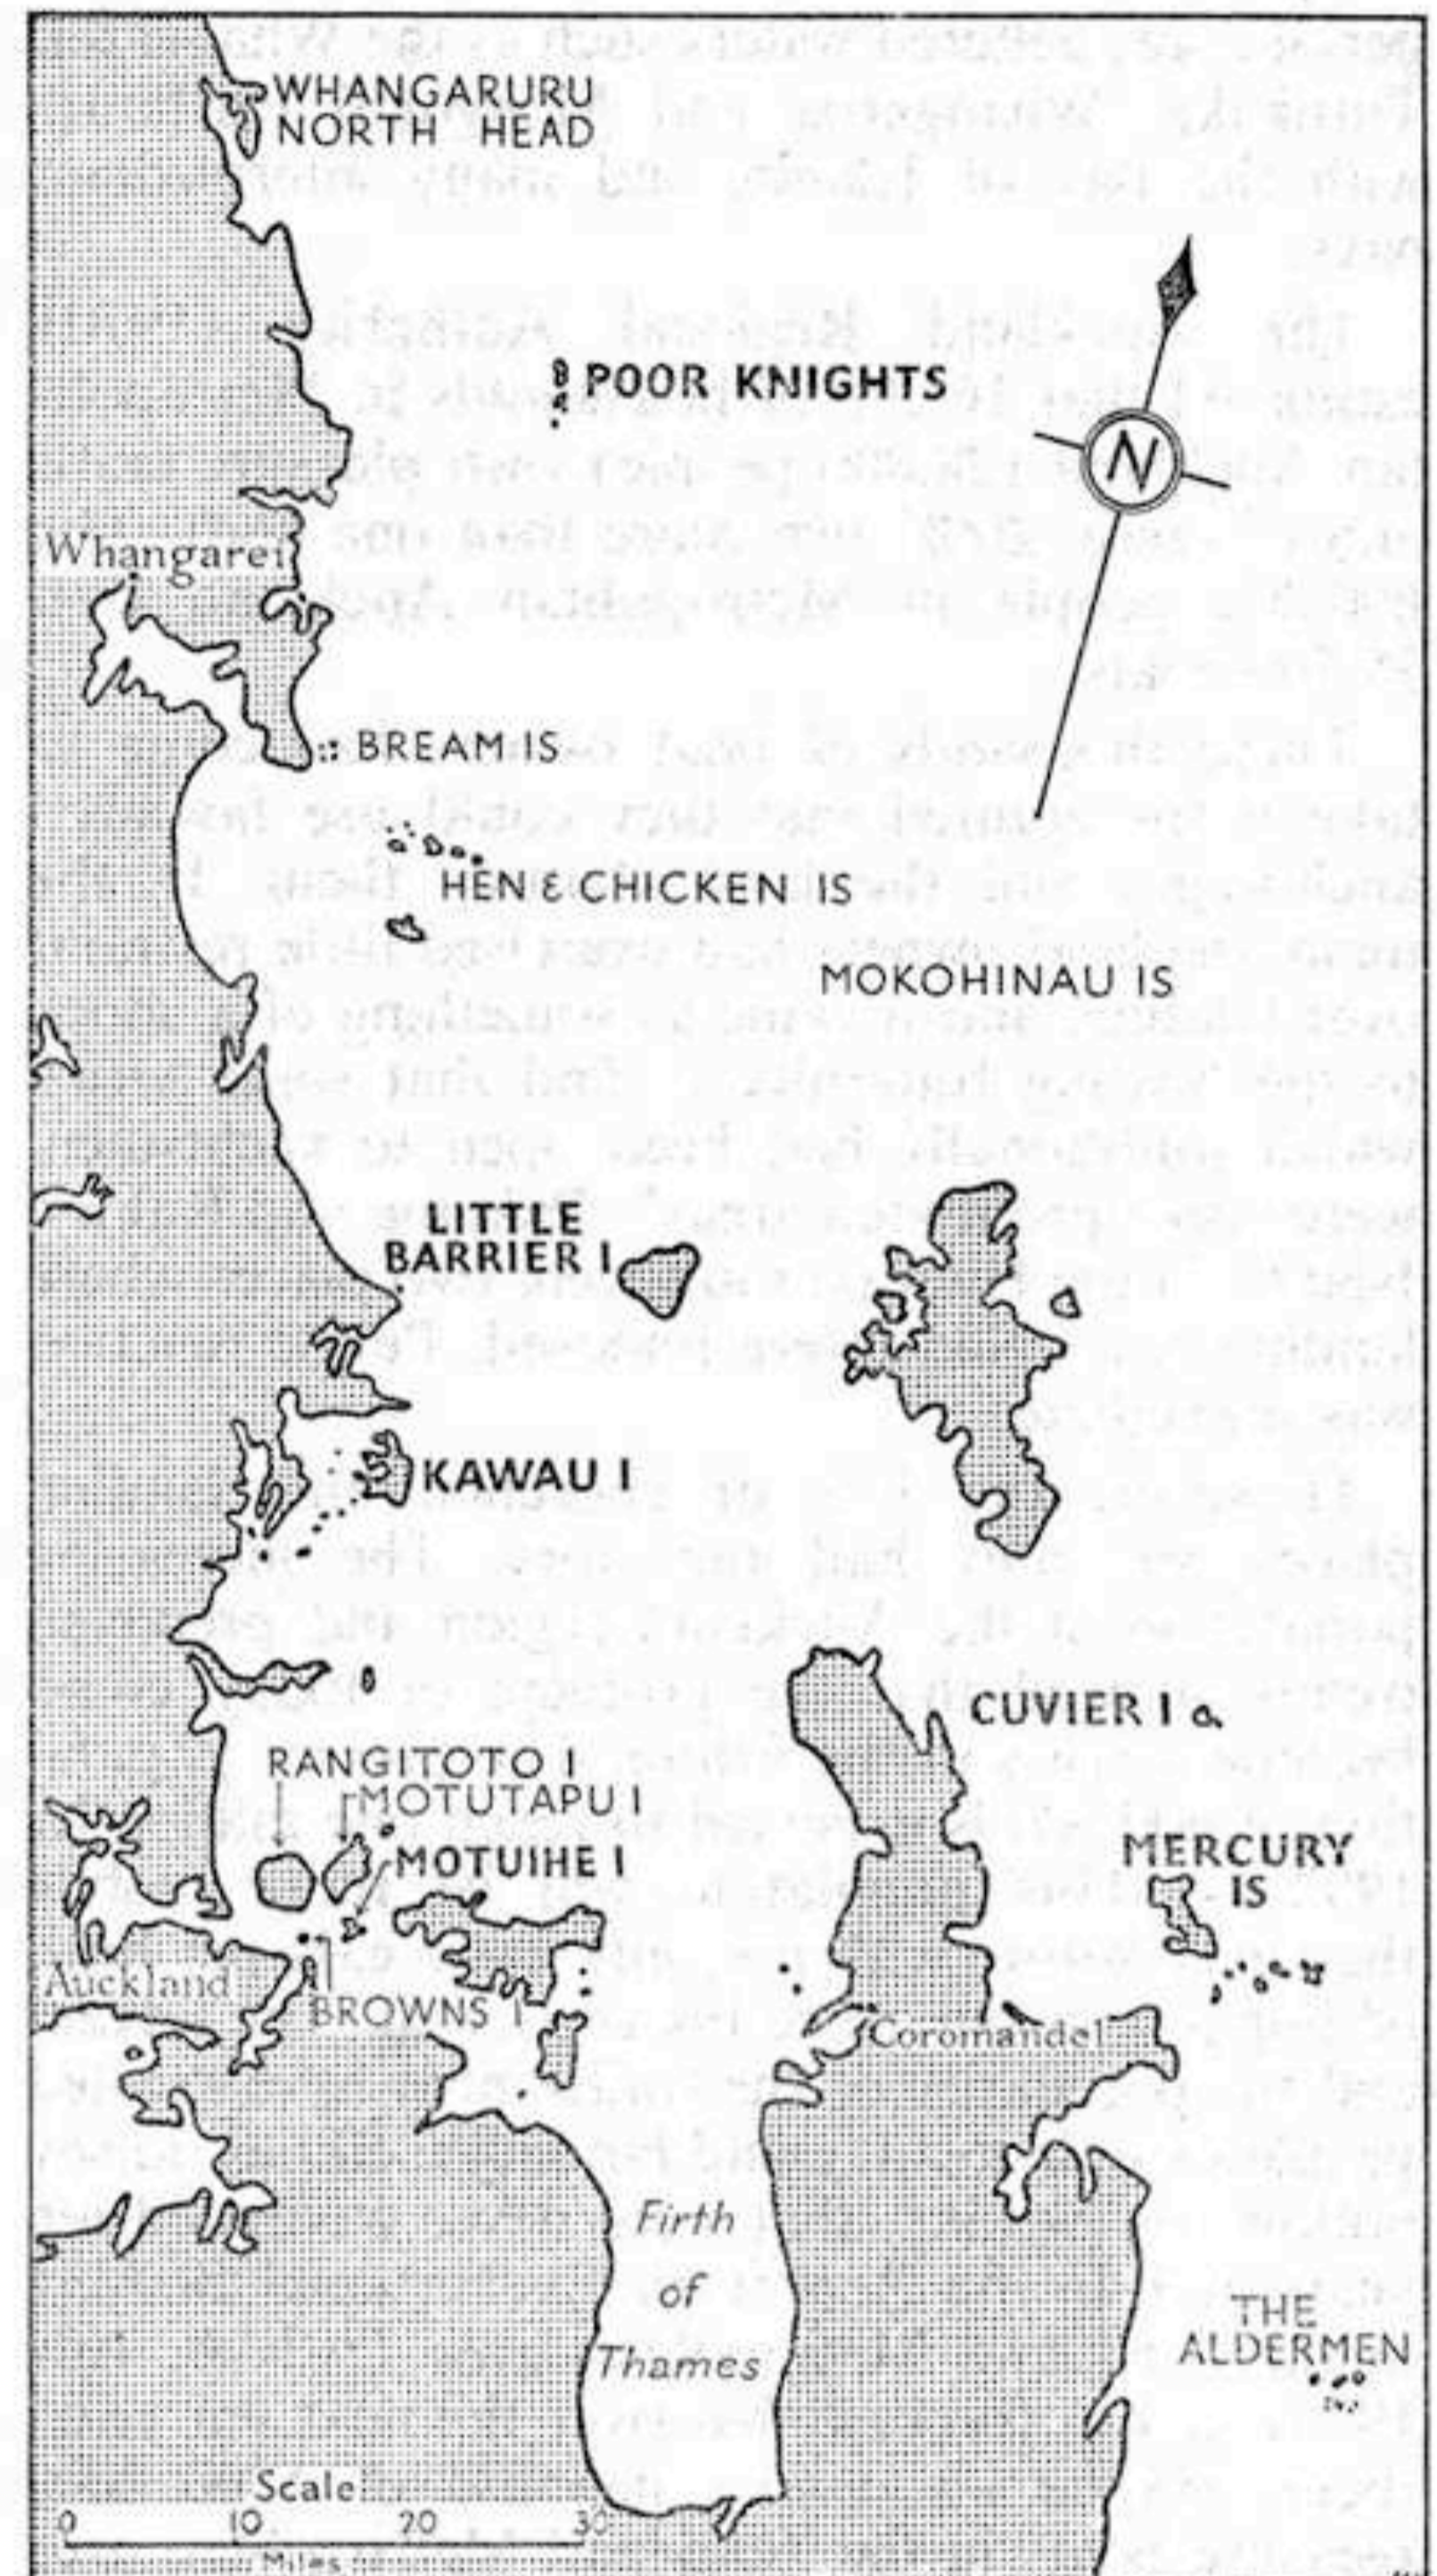 WHANGARURU
NORTH HEAD
POOR KNIGHTS
N
Whangarei
BREAM IS
HEN & CHICKEN IS
MOKOHINAU IS
LITTLE
BARRIER I
KAWAU I
CUVIER I
RANGITOTO I
MOTUTAPU I
MOTUIHE I
MERCURY
IS
Auckland
BROWNS I
Coromandel
Firth
of
Thames
THE
ALDERMEN
Scale
0 10 20 30
Miles